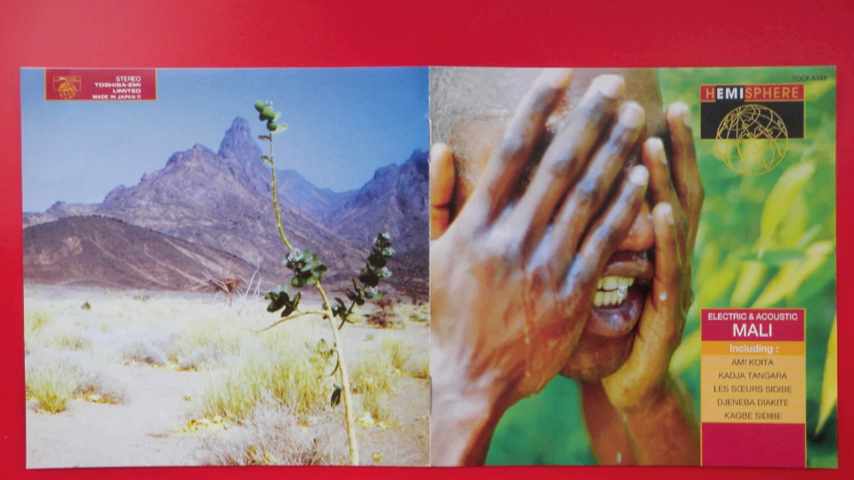 STEREO
TOSHIBA-EMI
LIMITED
MADE IN JAPAN
HEMISPHERE
ELECTRIC & ACOUSTIC
MALI
Including :
AMI KOITA
KADJA TANGARA
LES SŒURS SIDIBE
DJENEBA DIAKITE
KAGBE SIDIBE